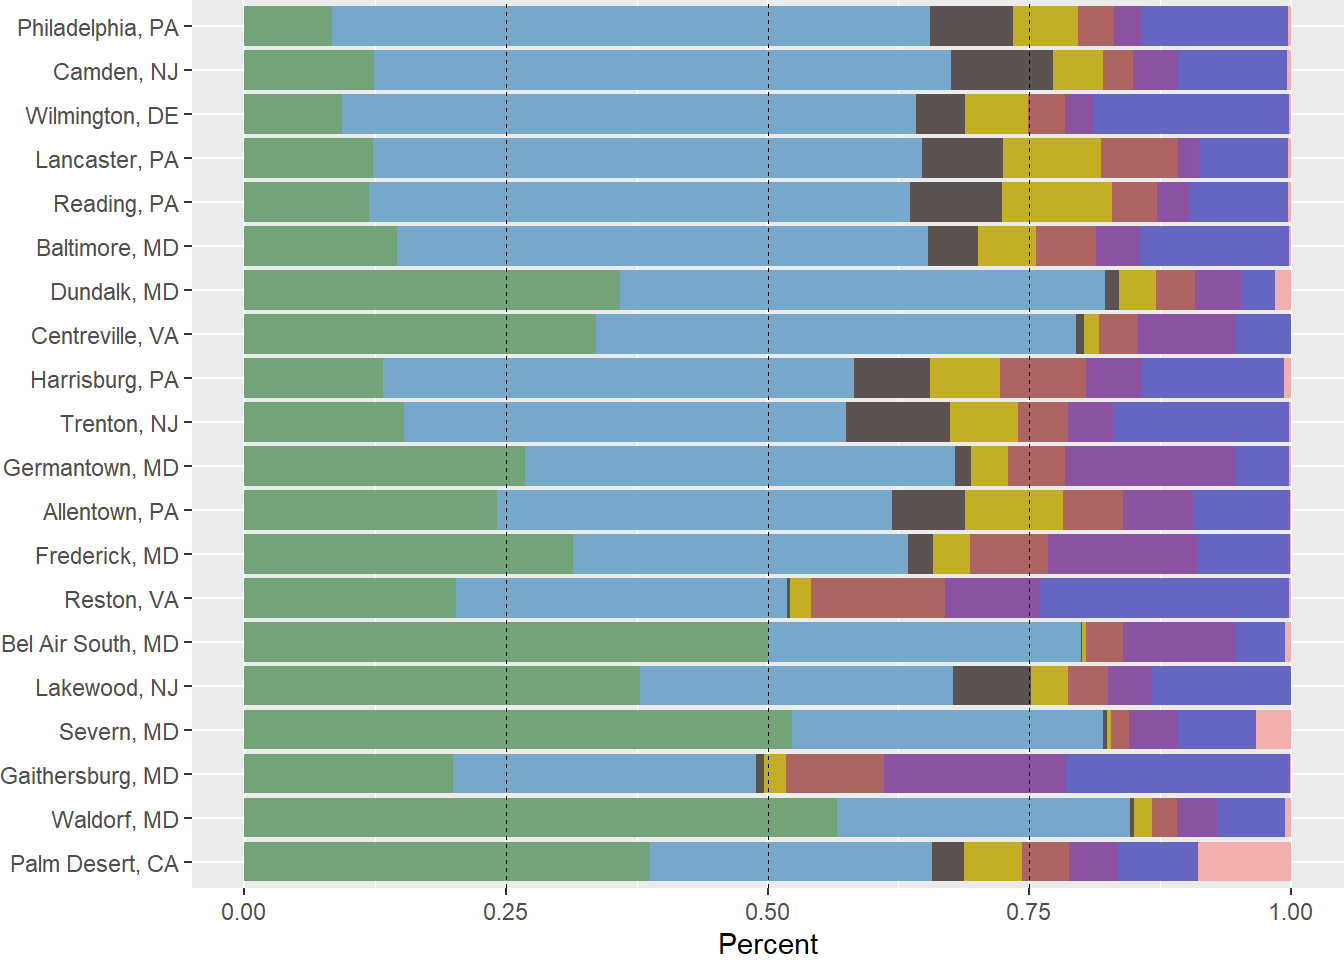 Philadelphia, PA
Camden, NJ
Wilmington, DE
Lancaster, PA
Reading, PA
Baltimore, MD
Dundalk, MD
Centreville, VA
Harrisburg, PA
Trenton, NJ
Germantown, MD
Allentown, PA
Frederick, MD
Reston, VA
Bel Air South, MD
Lakewood, NJ
Severn, MD
Gaithersburg, MD
Waldorf, MD
Palm Desert, CA
0.00 0.25 0.50 0.75 1.00
Percent